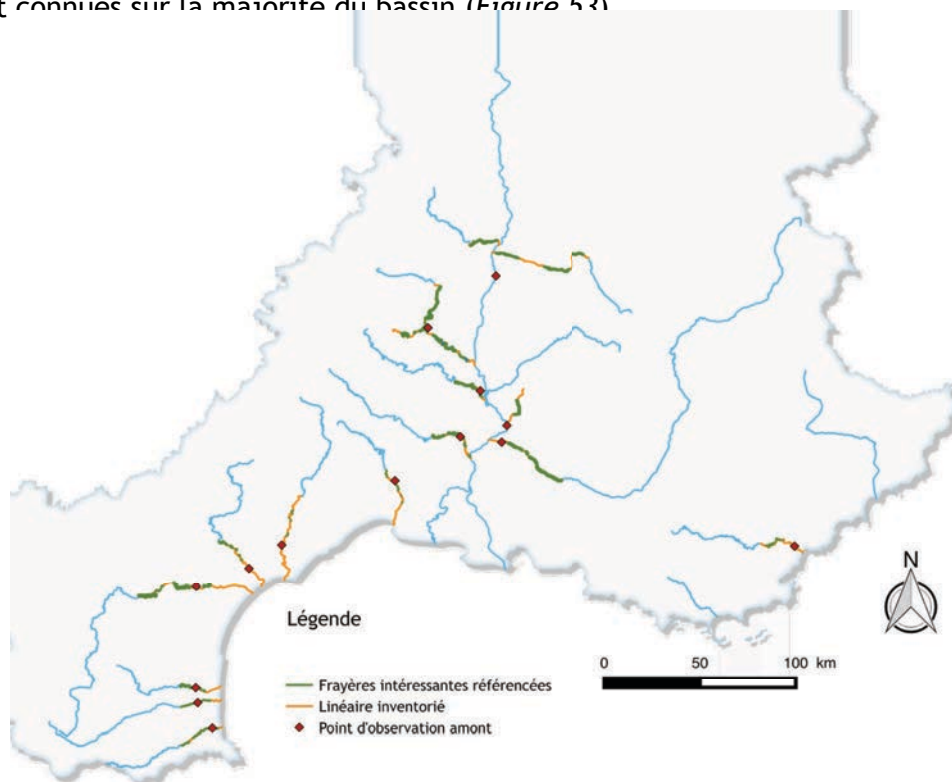 t connues sur la majorité du bassin (Figure 53)
N
Légende
Frayères intéressantes référencées
Linéaire inventorié
Point d'observation amont
0 50 100 km